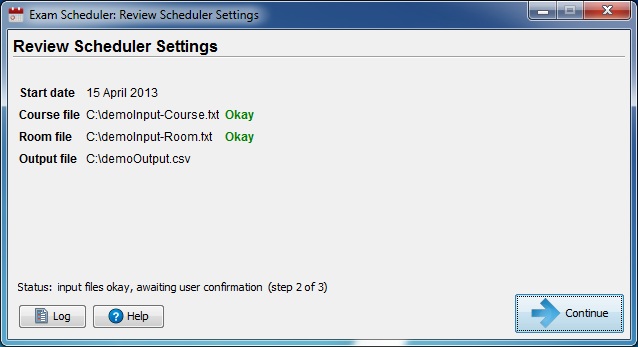 Exam Scheduler: Review Scheduler Settings
Review Scheduler Settings
Start date 15 April 2013
Course file C:\demoInput-Course.txt Okay
Room file C:\demoInput-Room.txt Okay
Output file C:\demoOutput.csv
Status: input files okay, awaiting user confirmation (step 2 of 3)
Log Help Continue